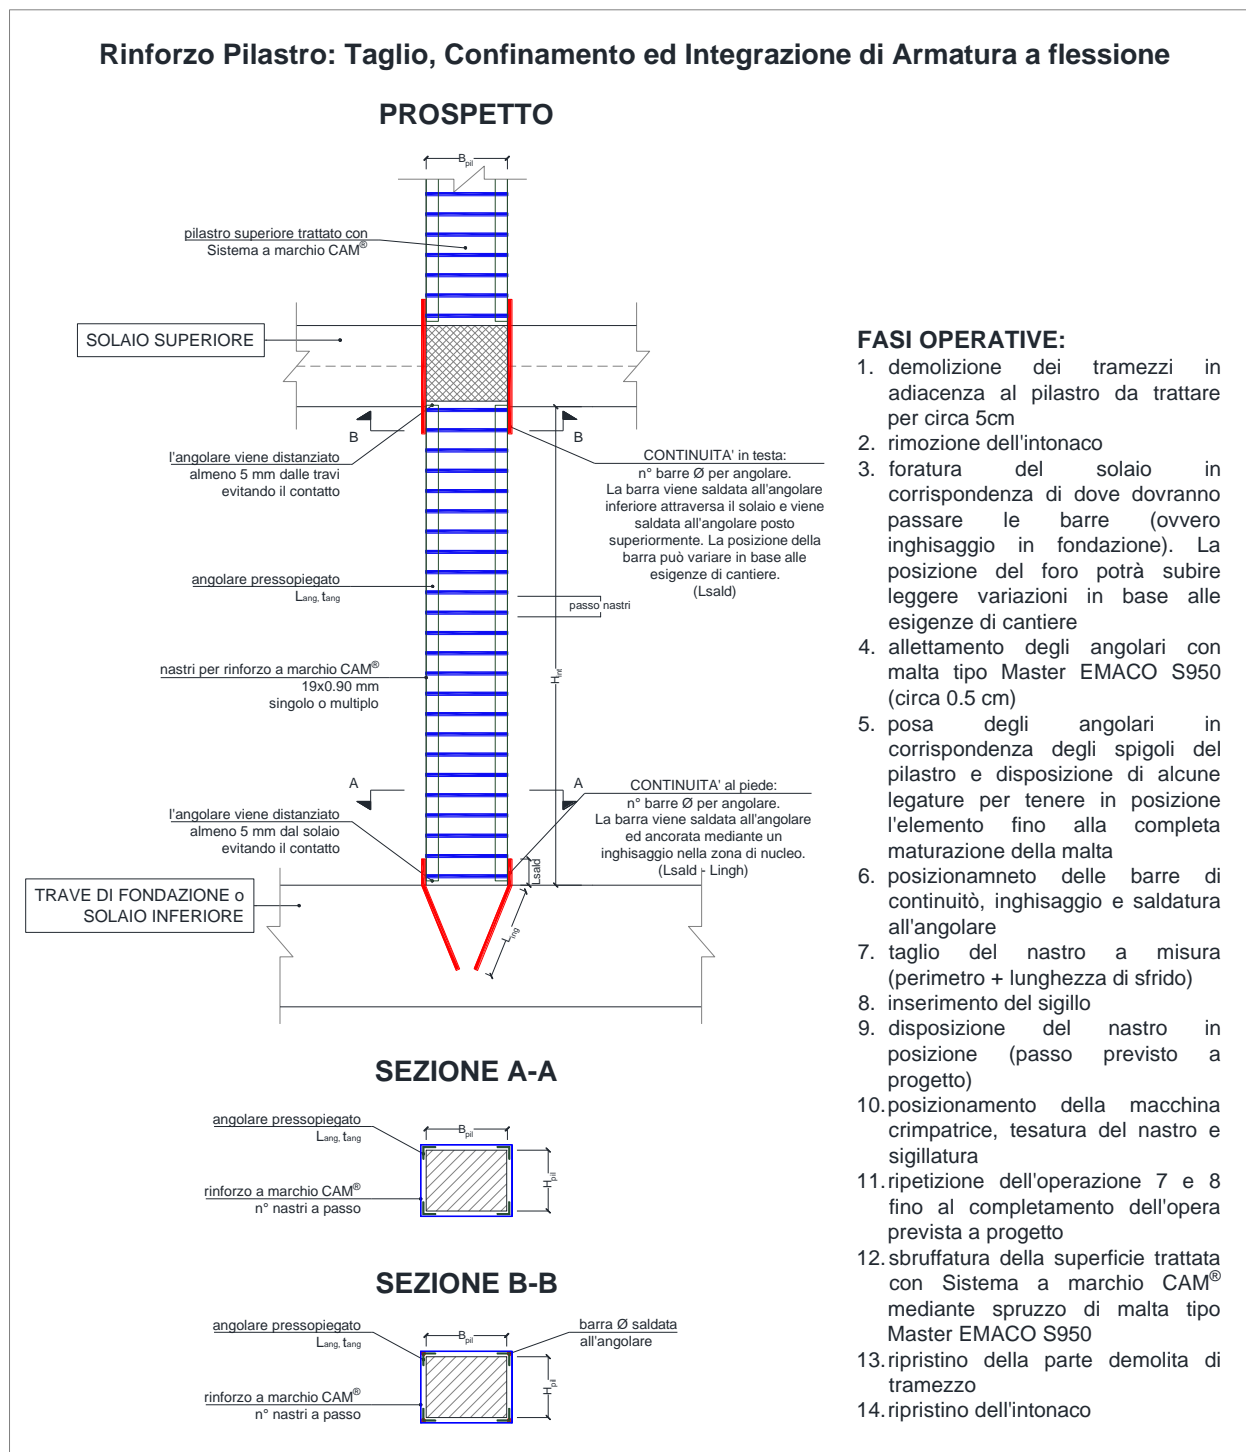 Rinforzo Pilastro: Taglio, Confinamento ed Integrazione di Armatura a flessione
PROSPETTO
Bpil
pilastro superiore trattato con
Sistema a marchio CAM®
SOLAIO SUPERIORE
B
B
l'angolare viene distanziato
almeno 5 mm dalle travi
evitando il contatto
CONTINUITA' in testa:
n° barre Ø per angolare.
La barra viene saldata all'angolare
inferiore attraversa il solaio e viene
saldata all'angolare posto
superiormente. La posizione della
barra può variare in base alle
esigenze di cantiere.
(Lsald)
angolare pressopiegato
Lang, tang
passo nastri
nastri per rinforzo a marchio CAM®
19x0.90 mm
singolo o multiplo
Hint
A
A
l'angolare viene distanziato
almeno 5 mm dal solaio
evitando il contatto
CONTINUITA' al piede:
n° barre Ø per angolare.
La barra viene saldata all'angolare
ed ancorata mediante un
inghisaggio nella zona di nucleo.
(Lsald - Lingh)
Lsald
TRAVE DI FONDAZIONE o
SOLAIO INFERIORE
Ling
SEZIONE A-A
angolare pressopiegato
Lang, tang
Bpil
Hpil
rinforzo a marchio CAM®
n° nastri a passo
SEZIONE B-B
angolare pressopiegato
Lang, tang
Bpil
barra Ø saldata
all'angolare
Hpil
rinforzo a marchio CAM®
n° nastri a passo
FASI OPERATIVE:
1. demolizione dei tramezzi in
adiacenza al pilastro da trattare
per circa 5cm
2. rimozione dell'intonaco
3. foratura del solaio in
corrispondenza di dove dovranno
passare le barre (ovvero
inghisaggio in fondazione). La
posizione del foro potrà subire
leggere variazioni in base alle
esigenze di cantiere
4. allettamento degli angolari con
malta tipo Master EMACO S950
(circa 0.5 cm)
5. posa degli angolari in
corrispondenza degli spigoli del
pilastro e disposizione di alcune
legature per tenere in posizione
l'elemento fino alla completa
maturazione della malta
6. posizionamneto delle barre di
continuitò, inghisaggio e saldatura
all'angolare
7. taglio del nastro a misura
(perimetro + lunghezza di sfrido)
8. inserimento del sigillo
9. disposizione del nastro in
posizione (passo previsto a
progetto)
10. posizionamento della macchina
crimpatrice, tesatura del nastro e
sigillatura
11. ripetizione dell'operazione 7 e 8
fino al completamento dell'opera
prevista a progetto
12. sbruffatura della superficie trattata
con Sistema a marchio CAM®
mediante spruzzo di malta tipo
Master EMACO S950
13. ripristino della parte demolita di
tramezzo
14. ripristino dell'intonaco